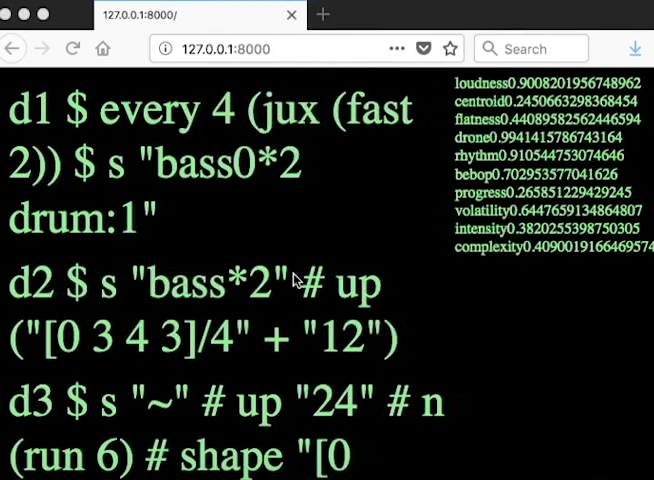 127.0.0.1:8000/
127.0.0.1:8000
Search
d1 $ every 4 (jux (fast
2)) $ s "bass0*2
drum:1"
d2 $ s "bass*2" # up
("[0 3 4 3]/4" + "12")
d3 $ s "~" # up "24" # n
(run 6) # shape "[0
loudness0.9008201956748962
centroid0.2450663298368454
flatness0.44089582562446594
drone0.9941415786743164
rhythm0.910544753074646
bebop0.702953577041626
progress0.265851229429245
volatility0.6447659134864807
intensity0.3820255398750305
complexity0.4090019166469574